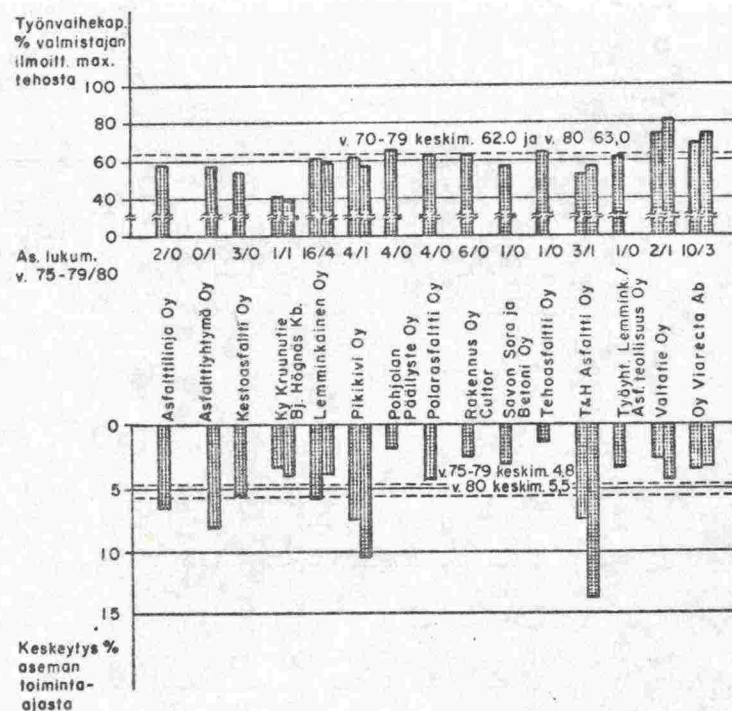 Työnvaihekap.
% valmistajan
ilmoitt. max.
tehosta
100
80
60
40
0
v. 70-79 keskim. 62.0 ja v. 80 63,0
As. lukum.
v. 75-79/80
2/0 0/1 3/0 1/1 16/4 4/1 4/0 4/0 6/0 1/0 1/0 3/1 1/0 2/1 10/3
Asfalttilinja Oy
Asfalttiyhtymä Oy
Kestoasfaltti Oy
Ky Kruunutie
Bj. Högnäs Kb.
Lemminkäinen Oy
Pikikivi Oy
Pohjolan
Päällyste Oy
Polarasfaltti Oy
Rakennus Oy
Cultor
Savon Sora ja
Betoni Oy
Tehoasfaltti Oy
T&H Asfaltti Oy
Työyht. Lemmink./
Asf. teollisuus Oy
Valtatie Oy
Oy Viarecta Ab
0
5
10
15
v. 75-79 keskim. 4,8
v. 80 keskim. 5,5
Keskeytys %
aseman
toiminta-
ajasta